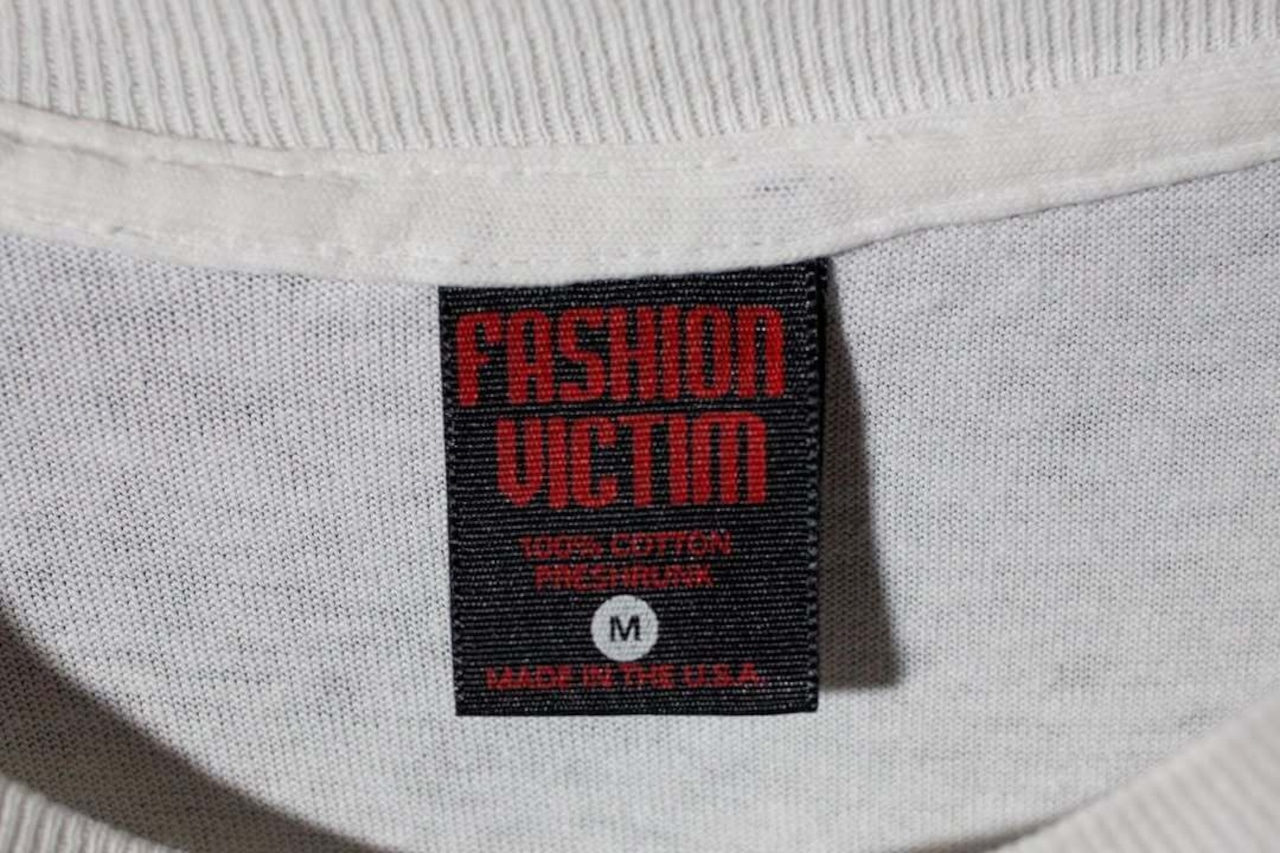 FASHION
VICTIM
100% COTTON
PRESHRUNK
M
MADE IN THE U.S.A.